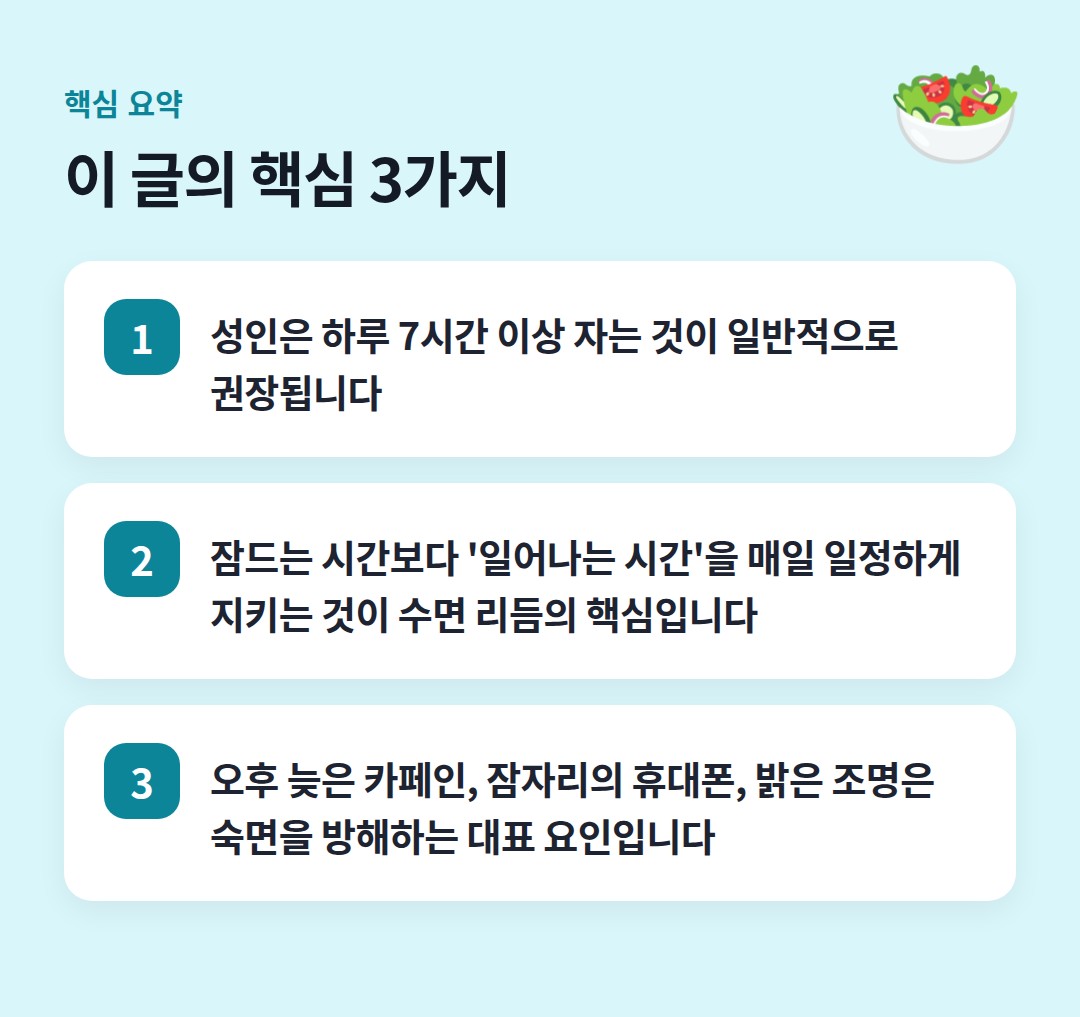 핵심 요약
이 글의 핵심 3가지
1
성인은 하루 7시간 이상 자는 것이 일반적으로
권장됩니다
2
잠드는 시간보다 '일어나는 시간'을 매일 일정하게
지키는 것이 수면 리듬의 핵심입니다
3
오후 늦은 카페인, 잠자리의 휴대폰, 밝은 조명은
숙면을 방해하는 대표 요인입니다